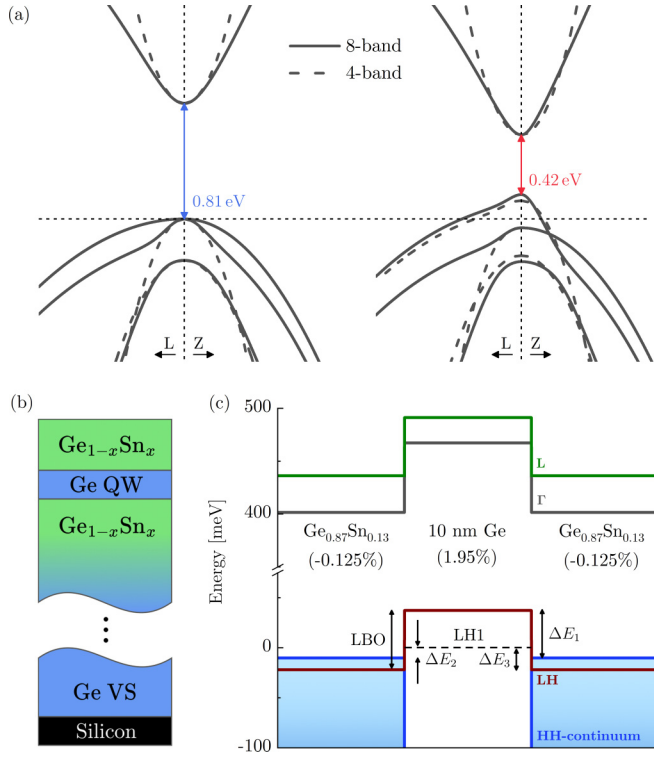 (a)
8-band
4-band
0.81 eV
0.42 eV
L Z
L Z
(b)
Ge₁₋ₓSnₓ
Ge QW
Ge₁₋ₓSnₓ
Ge VS
Silicon
(c)
Energy [meV]
500
400
0
-100
L
Γ
Ge₀.₈₇Sn₀.₁₃ 10 nm Ge Ge₀.₈₇Sn₀.₁₃
(-0.125%) (1.95%) (-0.125%)
LBO LH1 ΔE₁
ΔE₂ ΔE₃
LH
HH-continuum